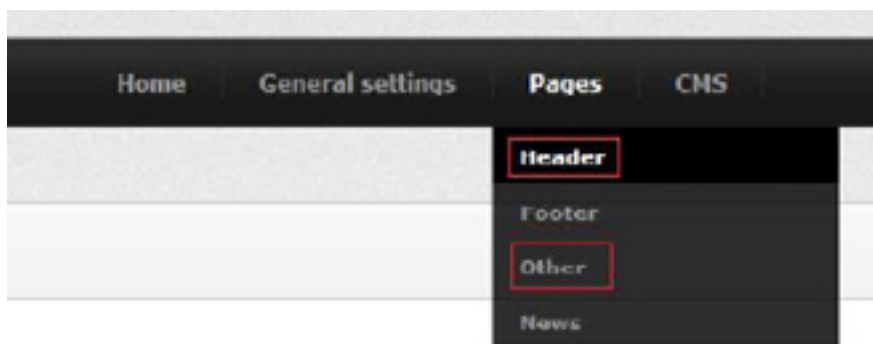 Home General settings Pages CMS
Header
Footer
Other
News